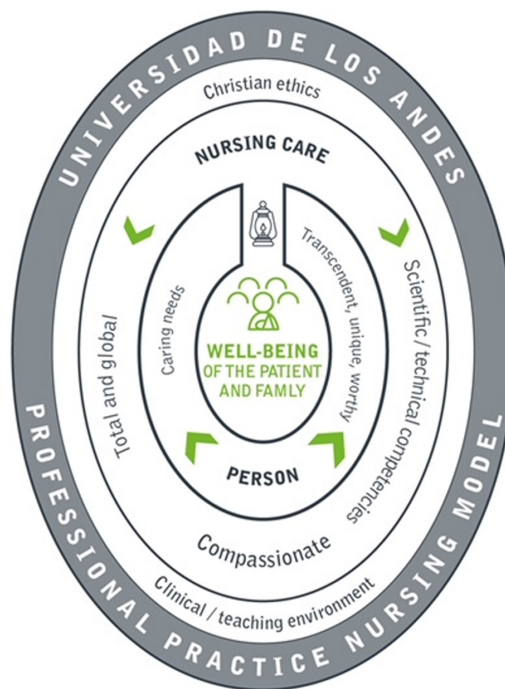 UNIVERSIDAD DE LOS ANDES
Christian ethics
NURSING CARE
Total and global
Scientific / technical competencies
Caring needs
Transcendent, unique, worthy
WELL-BEING
OF THE PATIENT
AND FAMLY
PERSON
Compassionate
Clinical / teaching environment
PROFESSIONAL PRACTICE NURSING MODEL